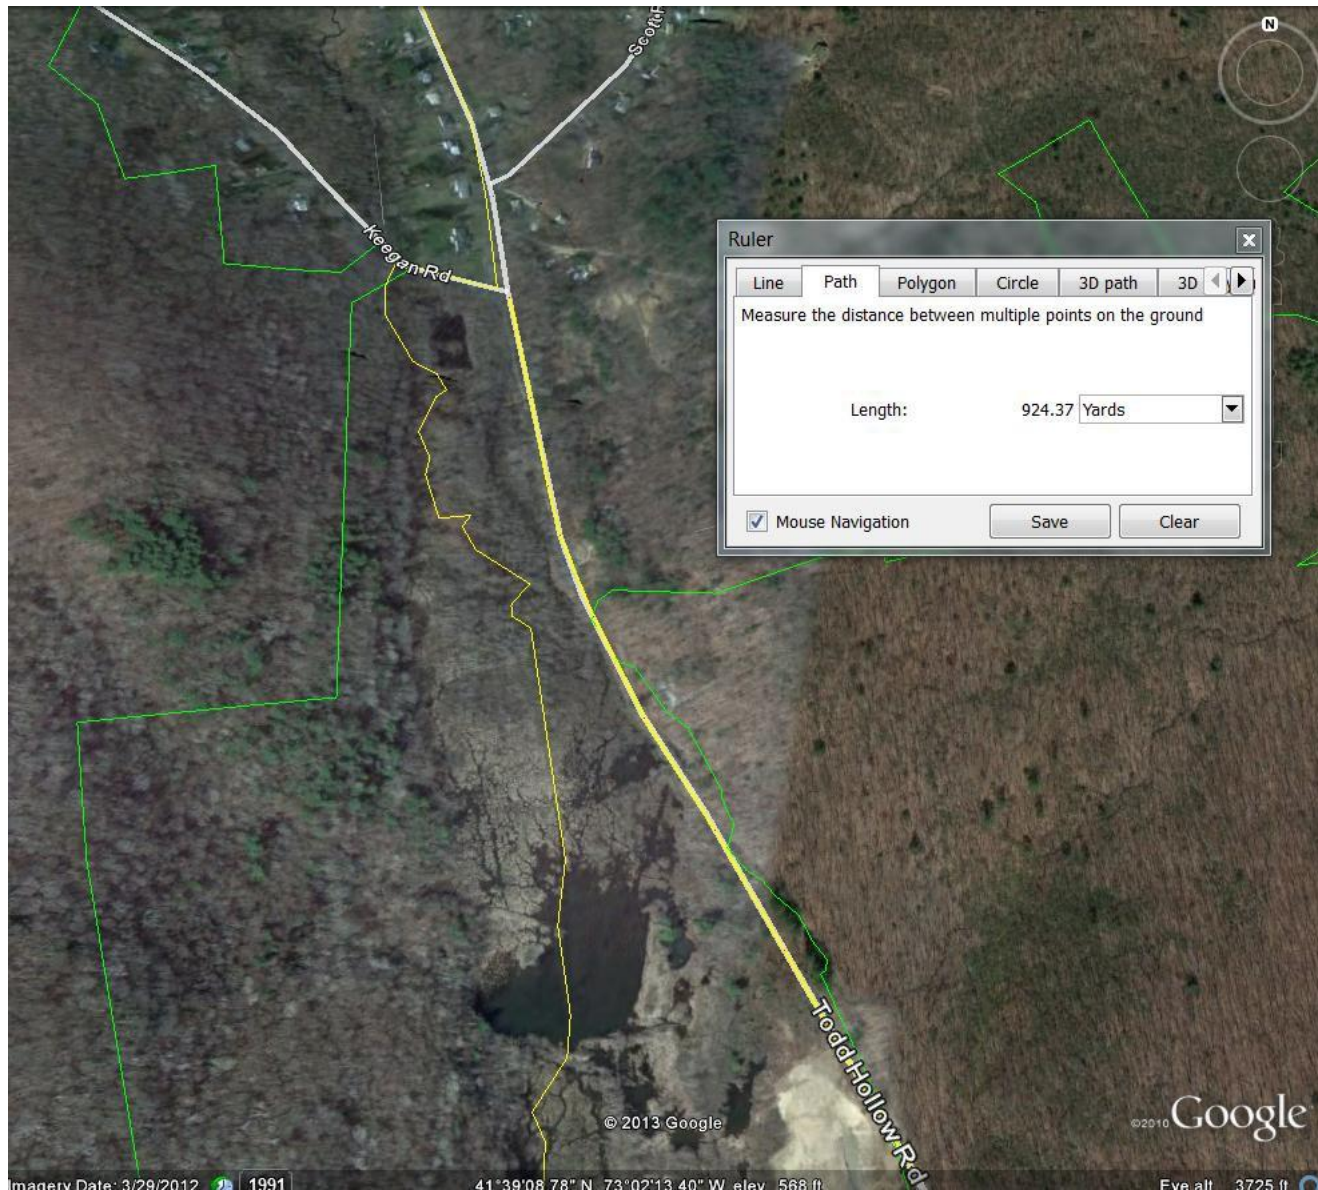 Scott R
N
Keegan Rd
Ruler
Line Path Polygon Circle 3D path 3D
Measure the distance between multiple points on the ground
Length: 924.37 Yards
Mouse Navigation Save Clear
Todd Hollow Rd
© 2013 Google
©2010 Google
Imagery Date: 3/29/2012 1991 41°39'08.78" N 73°02'13.40" W elev 568 ft Eye alt 3725 ft